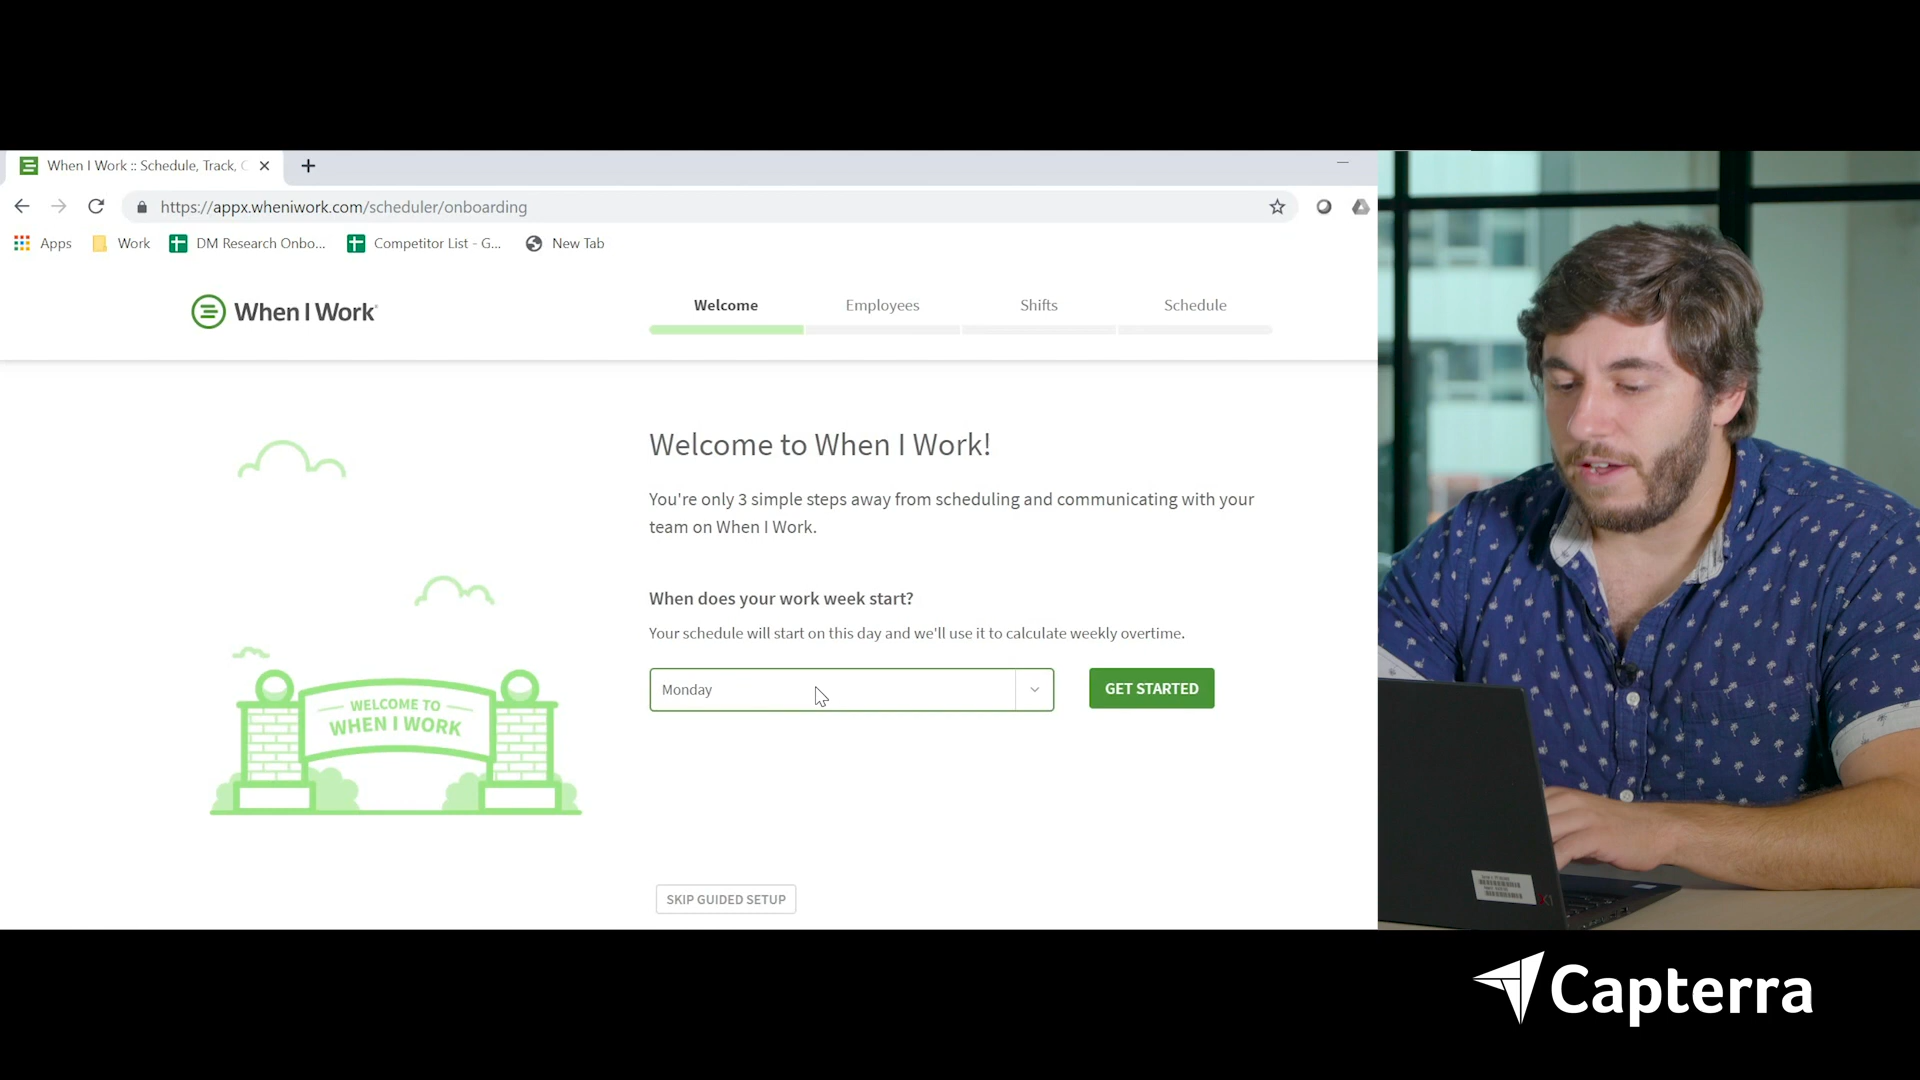 When I Work :: Schedule, Track,
https://appx.wheniwork.com/scheduler/onboarding
Apps
Work
DM Research Onbo...
Competitor List - G...
New Tab
When I Work
Welcome
Employees
Shifts
Schedule
Welcome to When I Work!
You're only 3 simple steps away from scheduling and communicating with your
team on When I Work.
When does your work week start?
Your schedule will start on this day and we'll use it to calculate weekly overtime.
Monday
GET STARTED
WELCOME TO
WHEN I WORK
SKIP GUIDED SETUP
Capterra